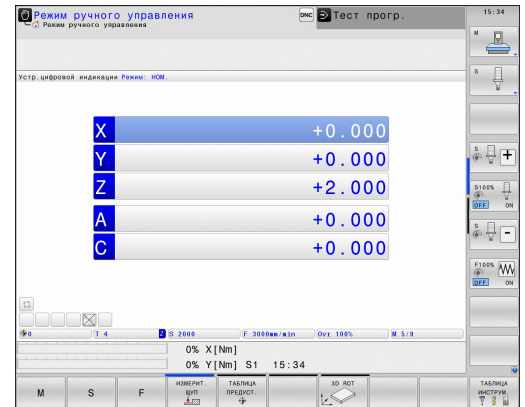 Режим ручного управления
Режим ручного управления
DNC
Тест прогр.
15:34
Устр.цифровой индикации Режим: НОМ.
X +0.000
Y +0.000
Z +2.000
A +0.000
C +0.000
0 T 4 Z S 2000 F 3000mm/min Ovr 100% M 5/9
0% X[Nm]
0% Y[Nm] S1 15:34
M
S
S
S100%
OFF ON
S
F100%
OFF ON
M
S
F
ИЗМЕРИТ.
ЩУП
ТАБЛИЦА
ПРЕДУСТ.
3D ROT
ТАБЛИЦА
ИНСТРУМ.